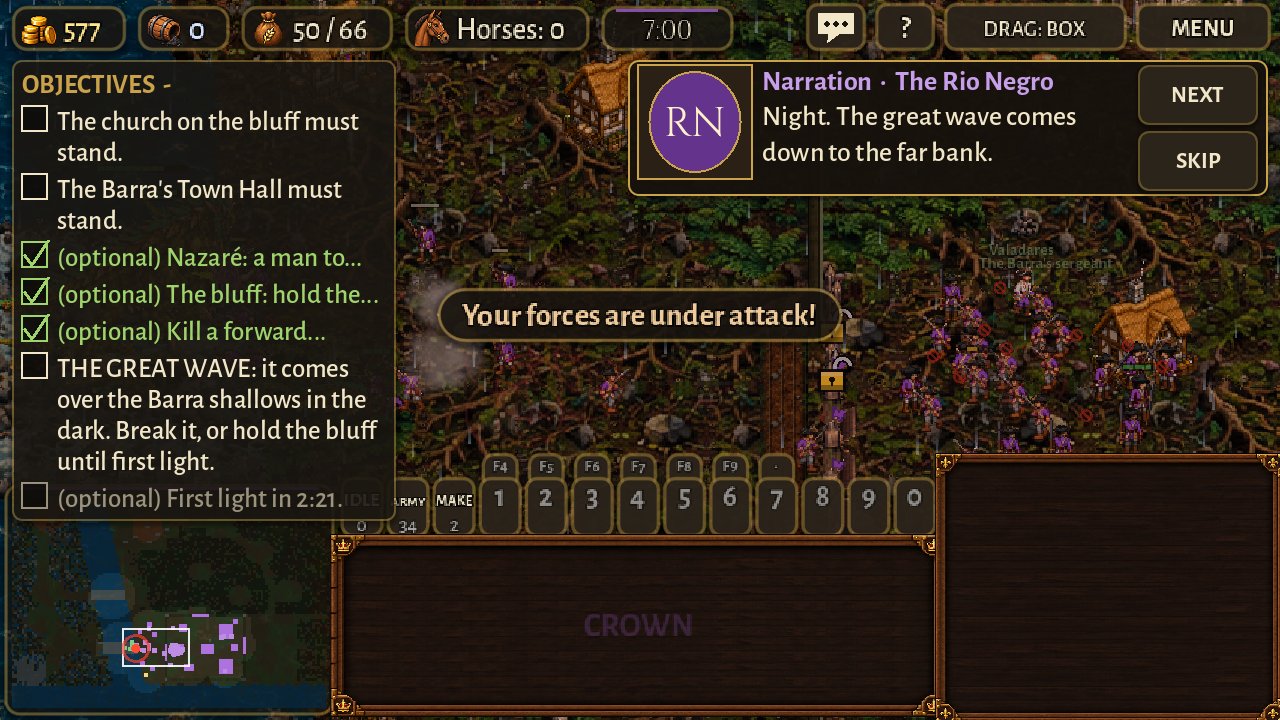 577
0
50 / 66
Horses: 0
7:00
?
DRAG: BOX
MENU
OBJECTIVES -
The church on the bluff must
stand.
The Barra's Town Hall must
stand.
(optional) Nazaré: a man to...
(optional) The bluff: hold the...
(optional) Kill a forward...
THE GREAT WAVE: it comes
over the Barra shallows in the
dark. Break it, or hold the bluff
until first light.
(optional) First light in 2:21.
RN
Narration · The Rio Negro
Night. The great wave comes
down to the far bank.
NEXT
SKIP
Valadares
The Barra's sergeant
Your forces are under attack!
F4
F5
F6
F7
F8
F9
IDLE
0
ARMY
34
MAKE
2
1
2
3
4
5
6
7
8
9
0
CROWN